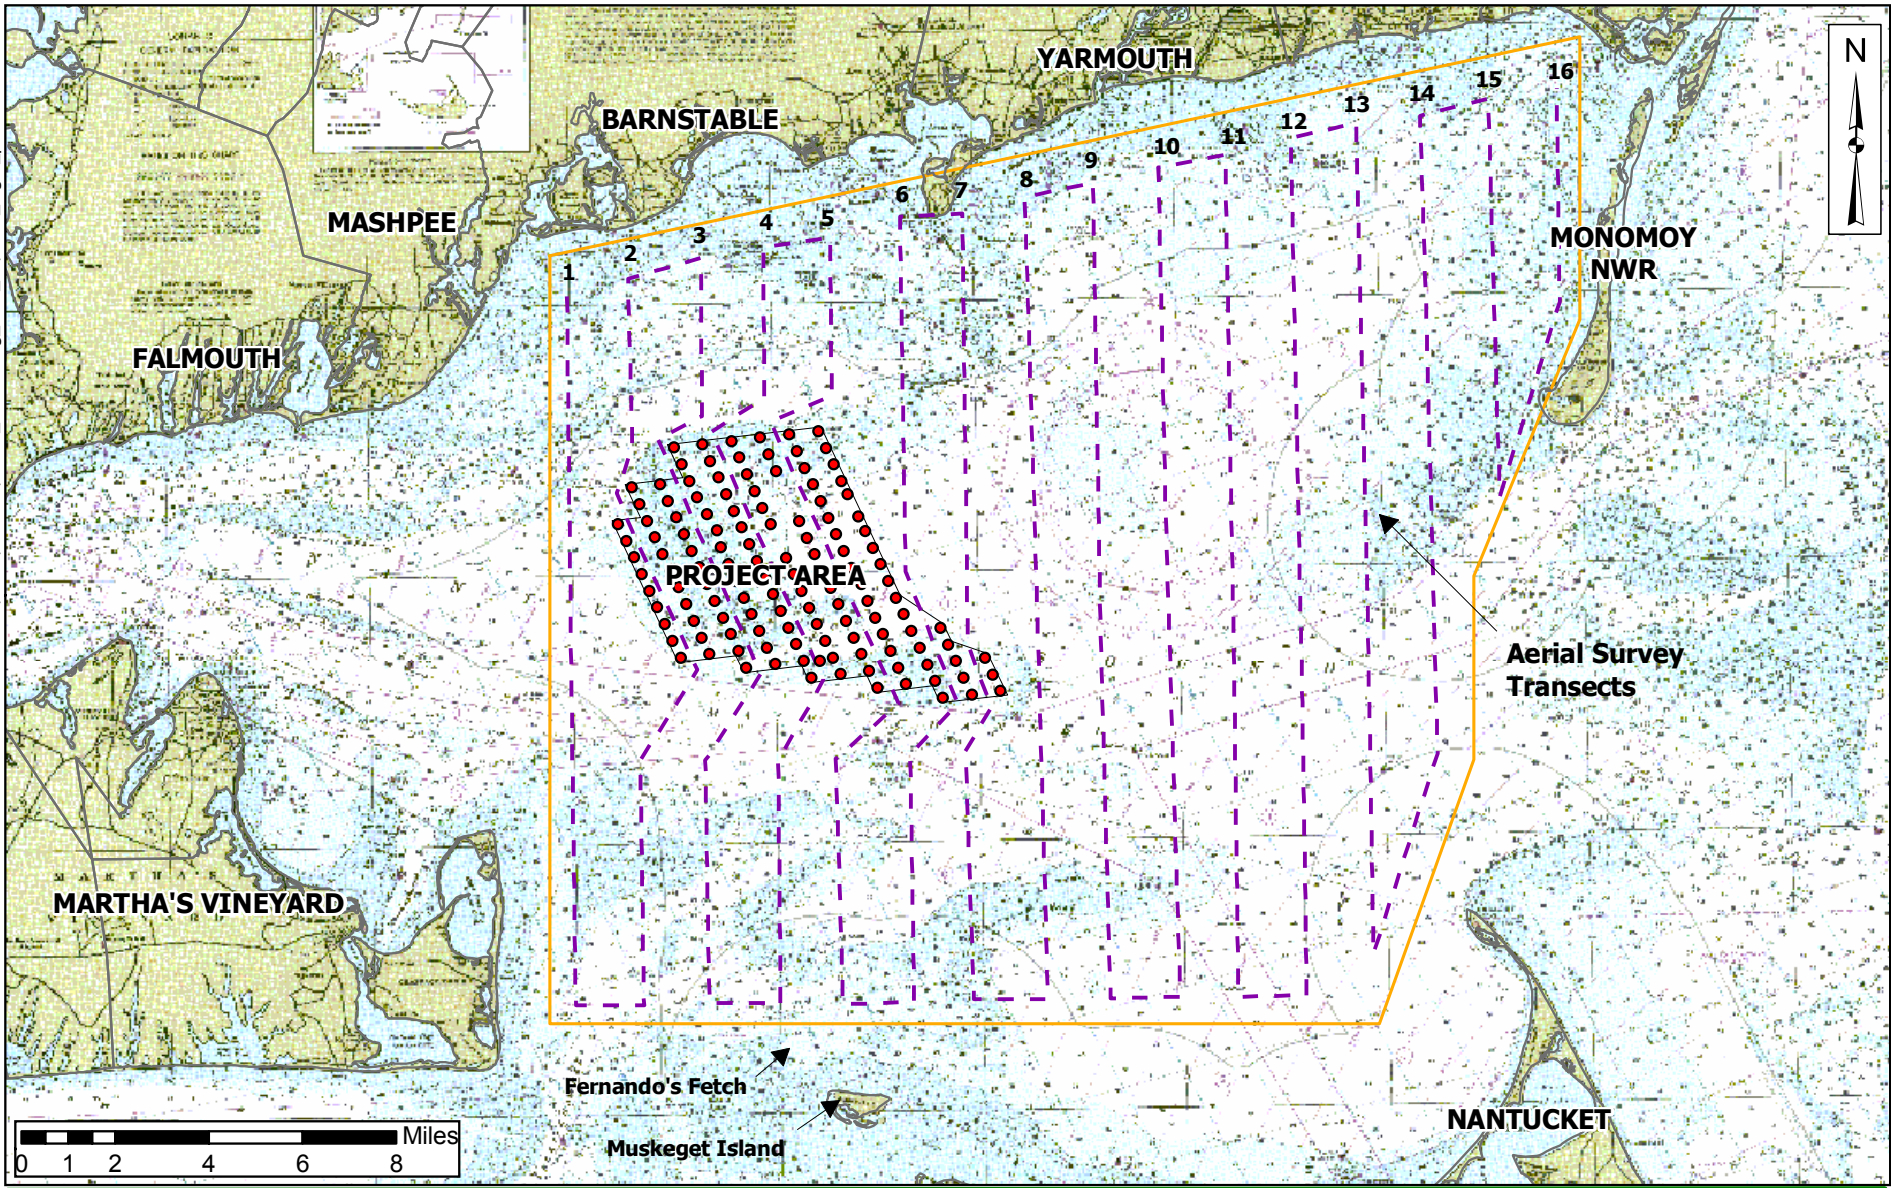 N
YARMOUTH
BARNSTABLE
MASHPEE
FALMOUTH
MONOMOY
NWR
1
2
3
4
5
6
7
8
9
10
11
12
13
14
15
16
PROJECT AREA
Aerial Survey
Transects
MARTHA'S VINEYARD
Fernando's Fetch
Muskeget Island
NANTUCKET
Miles
0 1 2 4 6 8